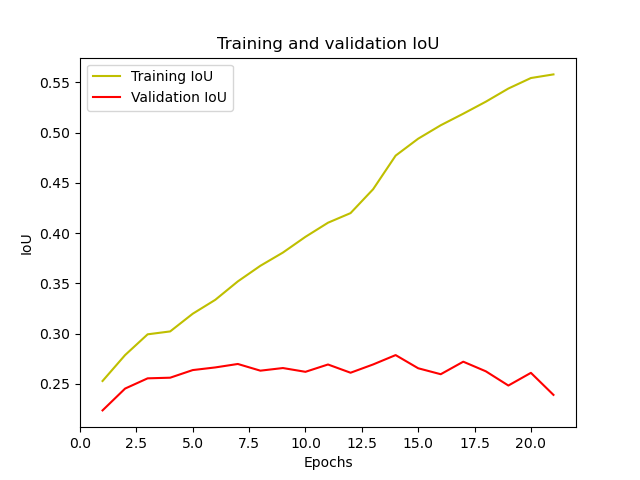 Training and validation IoU
Training IoU
Validation IoU
0.55
0.50
0.45
0.40
0.35
0.30
0.25
IoU
0.0 2.5 5.0 7.5 10.0 12.5 15.0 17.5 20.0
Epochs